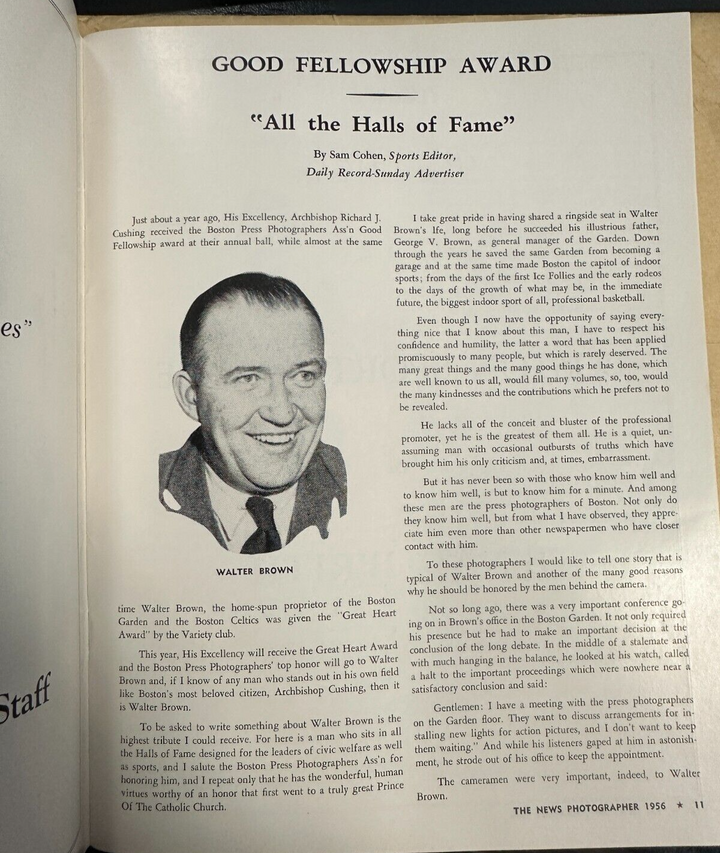 es”
Staff
GOOD FELLOWSHIP AWARD
“All the Halls of Fame”
By Sam Cohen, Sports Editor,
Daily Record-Sunday Advertiser
Just about a year ago, His Excellency, Archbishop Richard J.
Cushing received the Boston Press Photographers Ass'n Good
Fellowship award at their annual ball, while almost at the same
WALTER BROWN
time Walter Brown, the home-spun proprietor of the Boston
Garden and the Boston Celtics was given the “Great Heart
Award” by the Variety club.
This year, His Excellency will receive the Great Heart Award
and the Boston Press Photographers' top honor will go to Walter
Brown and, if I know of any man who stands out in his own field
like Boston's most beloved citizen, Archbishop Cushing, then it
is Walter Brown.
To be asked to write something about Walter Brown is the
highest tribute I could receive. For here is a man who sits in all
the Halls of Fame designed for the leaders of civic welfare as well
as sports, and I salute the Boston Press Photographers Ass'n for
honoring him, and I repeat only that he has the wonderful, human
virtues worthy of an honor that first went to a truly great Prince
Of The Catholic Church.
I take great pride in having shared a ringside seat in Walter
Brown's lfe, long before he succeeded his illustrious father,
George V. Brown, as general manager of the Garden. Down
through the years he saved the same Garden from becoming a
garage and at the same time made Boston the capitol of indoor
sports; from the days of the first Ice Follies and the early rodeos
to the days of the growth of what may be, in the immediate
future, the biggest indoor sport of all, professional basketball.
Even though I now have the opportunity of saying every-
thing nice that I know about this man, I have to respect his
confidence and humility, the latter a word that has been applied
promiscuously to many people, but which is rarely deserved. The
many great things and the many good things he has done, which
are well known to us all, would fill many volumes, so, too, would
the many kindnesses and the contributions which he prefers not to
be revealed.
He lacks all of the conceit and bluster of the professional
promoter, yet he is the greatest of them all. He is a quiet, un-
assuming man with occasional outbursts of truths which have
brought him his only criticism and, at times, embarrassment.
But it has never been so with those who know him well and
to know him well, is but to know him for a minute. And among
these men are the press photographers of Boston. Not only do
they know him well, but from what I have observed, they appre-
ciate him even more than other newspapermen who have closer
contact with him.
To these photographers I would like to tell one story that is
typical of Walter Brown and another of the many good reasons
why he should be honored by the men behind the camera.
Not so long ago, there was a very important conference go-
ing on in Brown's office in the Boston Garden. It not only required
his presence but he had to make an important decision at the
conclusion of the long debate. In the middle of a stalemate and
with much hanging in the balance, he looked at his watch, called
a halt to the important proceedings which were nowhere near a
satisfactory conclusion and said:
Gentlemen: I have a meeting with the press photographers
on the Garden floor. They want to discuss arrangements for in-
stalling new lights for action pictures, and I don't want to keep
them waiting.” And while his listeners gaped at him in astonish-
ment, he strode out of his office to keep the appointment.
The cameramen were very important, indeed, to Walter
Brown.
THE NEWS PHOTOGRAPHER 1956 ★ 11